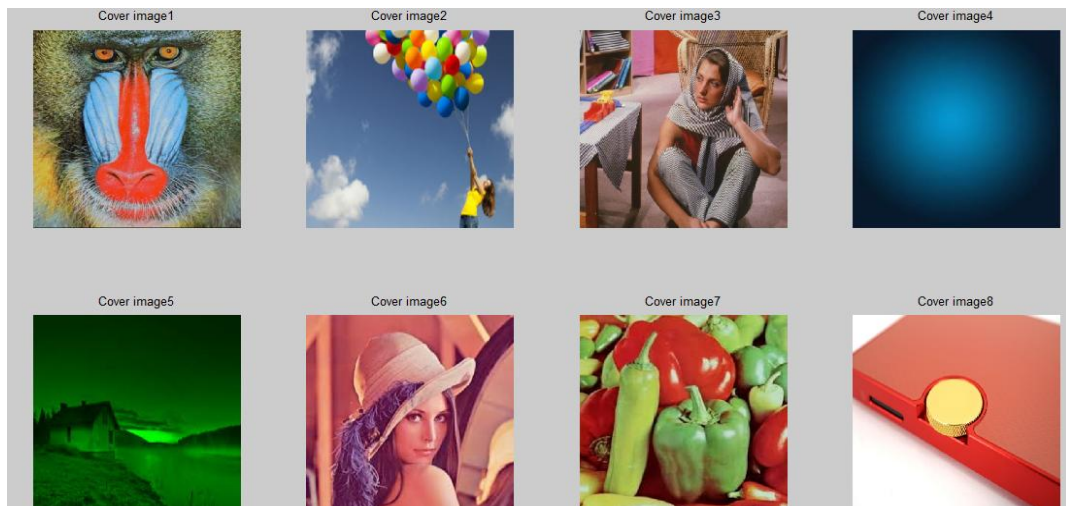 Cover image1
Cover image2
Cover image3
Cover image4
Cover image5
Cover image6
Cover image7
Cover image8